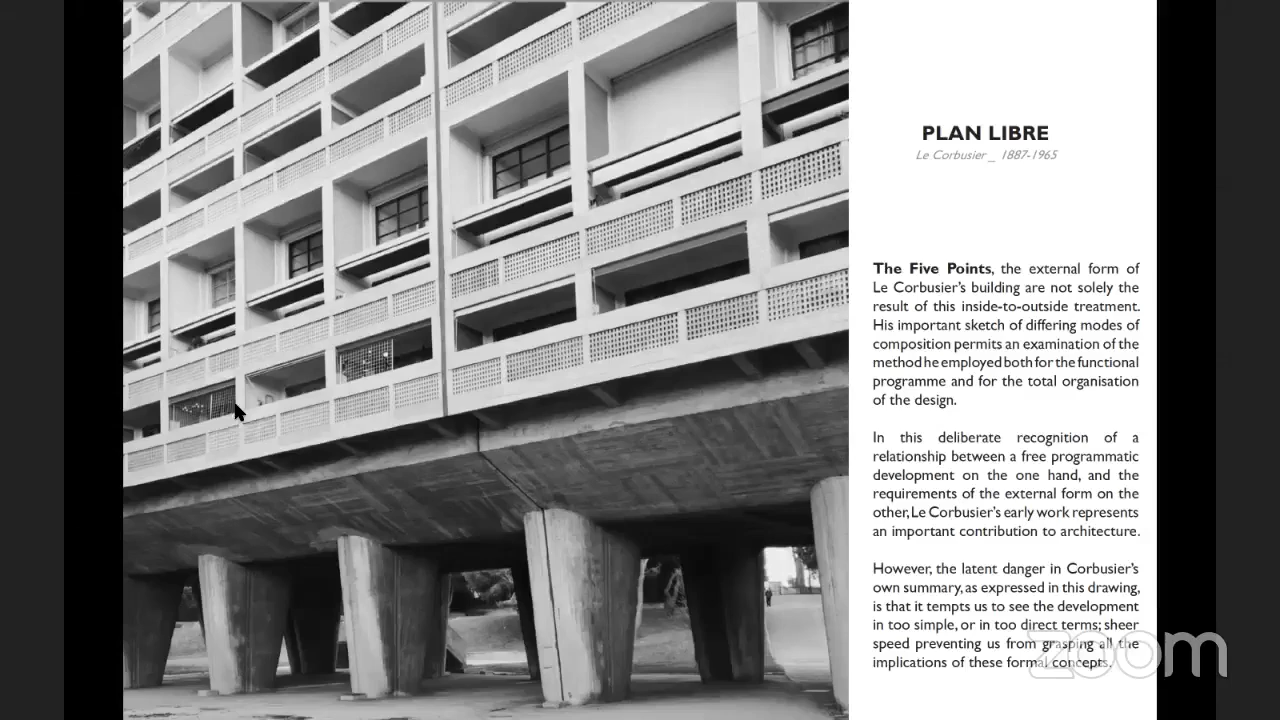 PLAN LIBRE
Le Corbusier _ 1887-1965
The Five Points, the external form of
Le Corbusier's building are not solely the
result of this inside-to-outside treatment.
His important sketch of differing modes of
composition permits an examination of the
method he employed both for the functional
programme and for the total organisation
of the design.
In this deliberate recognition of a
relationship between a free programmatic
development on the one hand, and the
requirements of the external form on the
other, Le Corbusier's early work represents
an important contribution to architecture.
However, the latent danger in Corbusier's
own summary, as expressed in this drawing,
is that it tempts us to see the development
in too simple, or in too direct terms; sheer
speed preventing us from grasping all the
implications of these formal concepts.
zoom